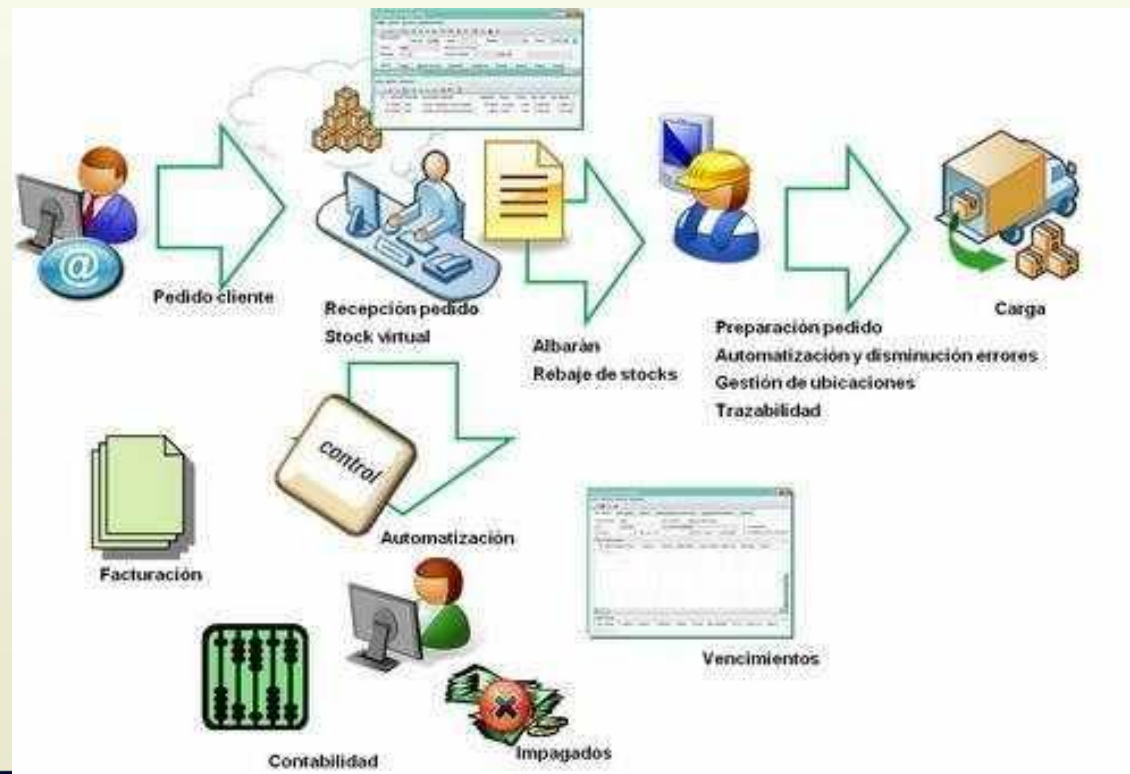 @
Pedido cliente
Recepción pedido
Stock virtual
Albarán
Rebaje de stocks
Preparación pedido
Automatización y disminución errores
Gestión de ubicaciones
Trazabilidad
Carga
control
Automatización
Facturación
Vencimientos
Contabilidad
Impagados